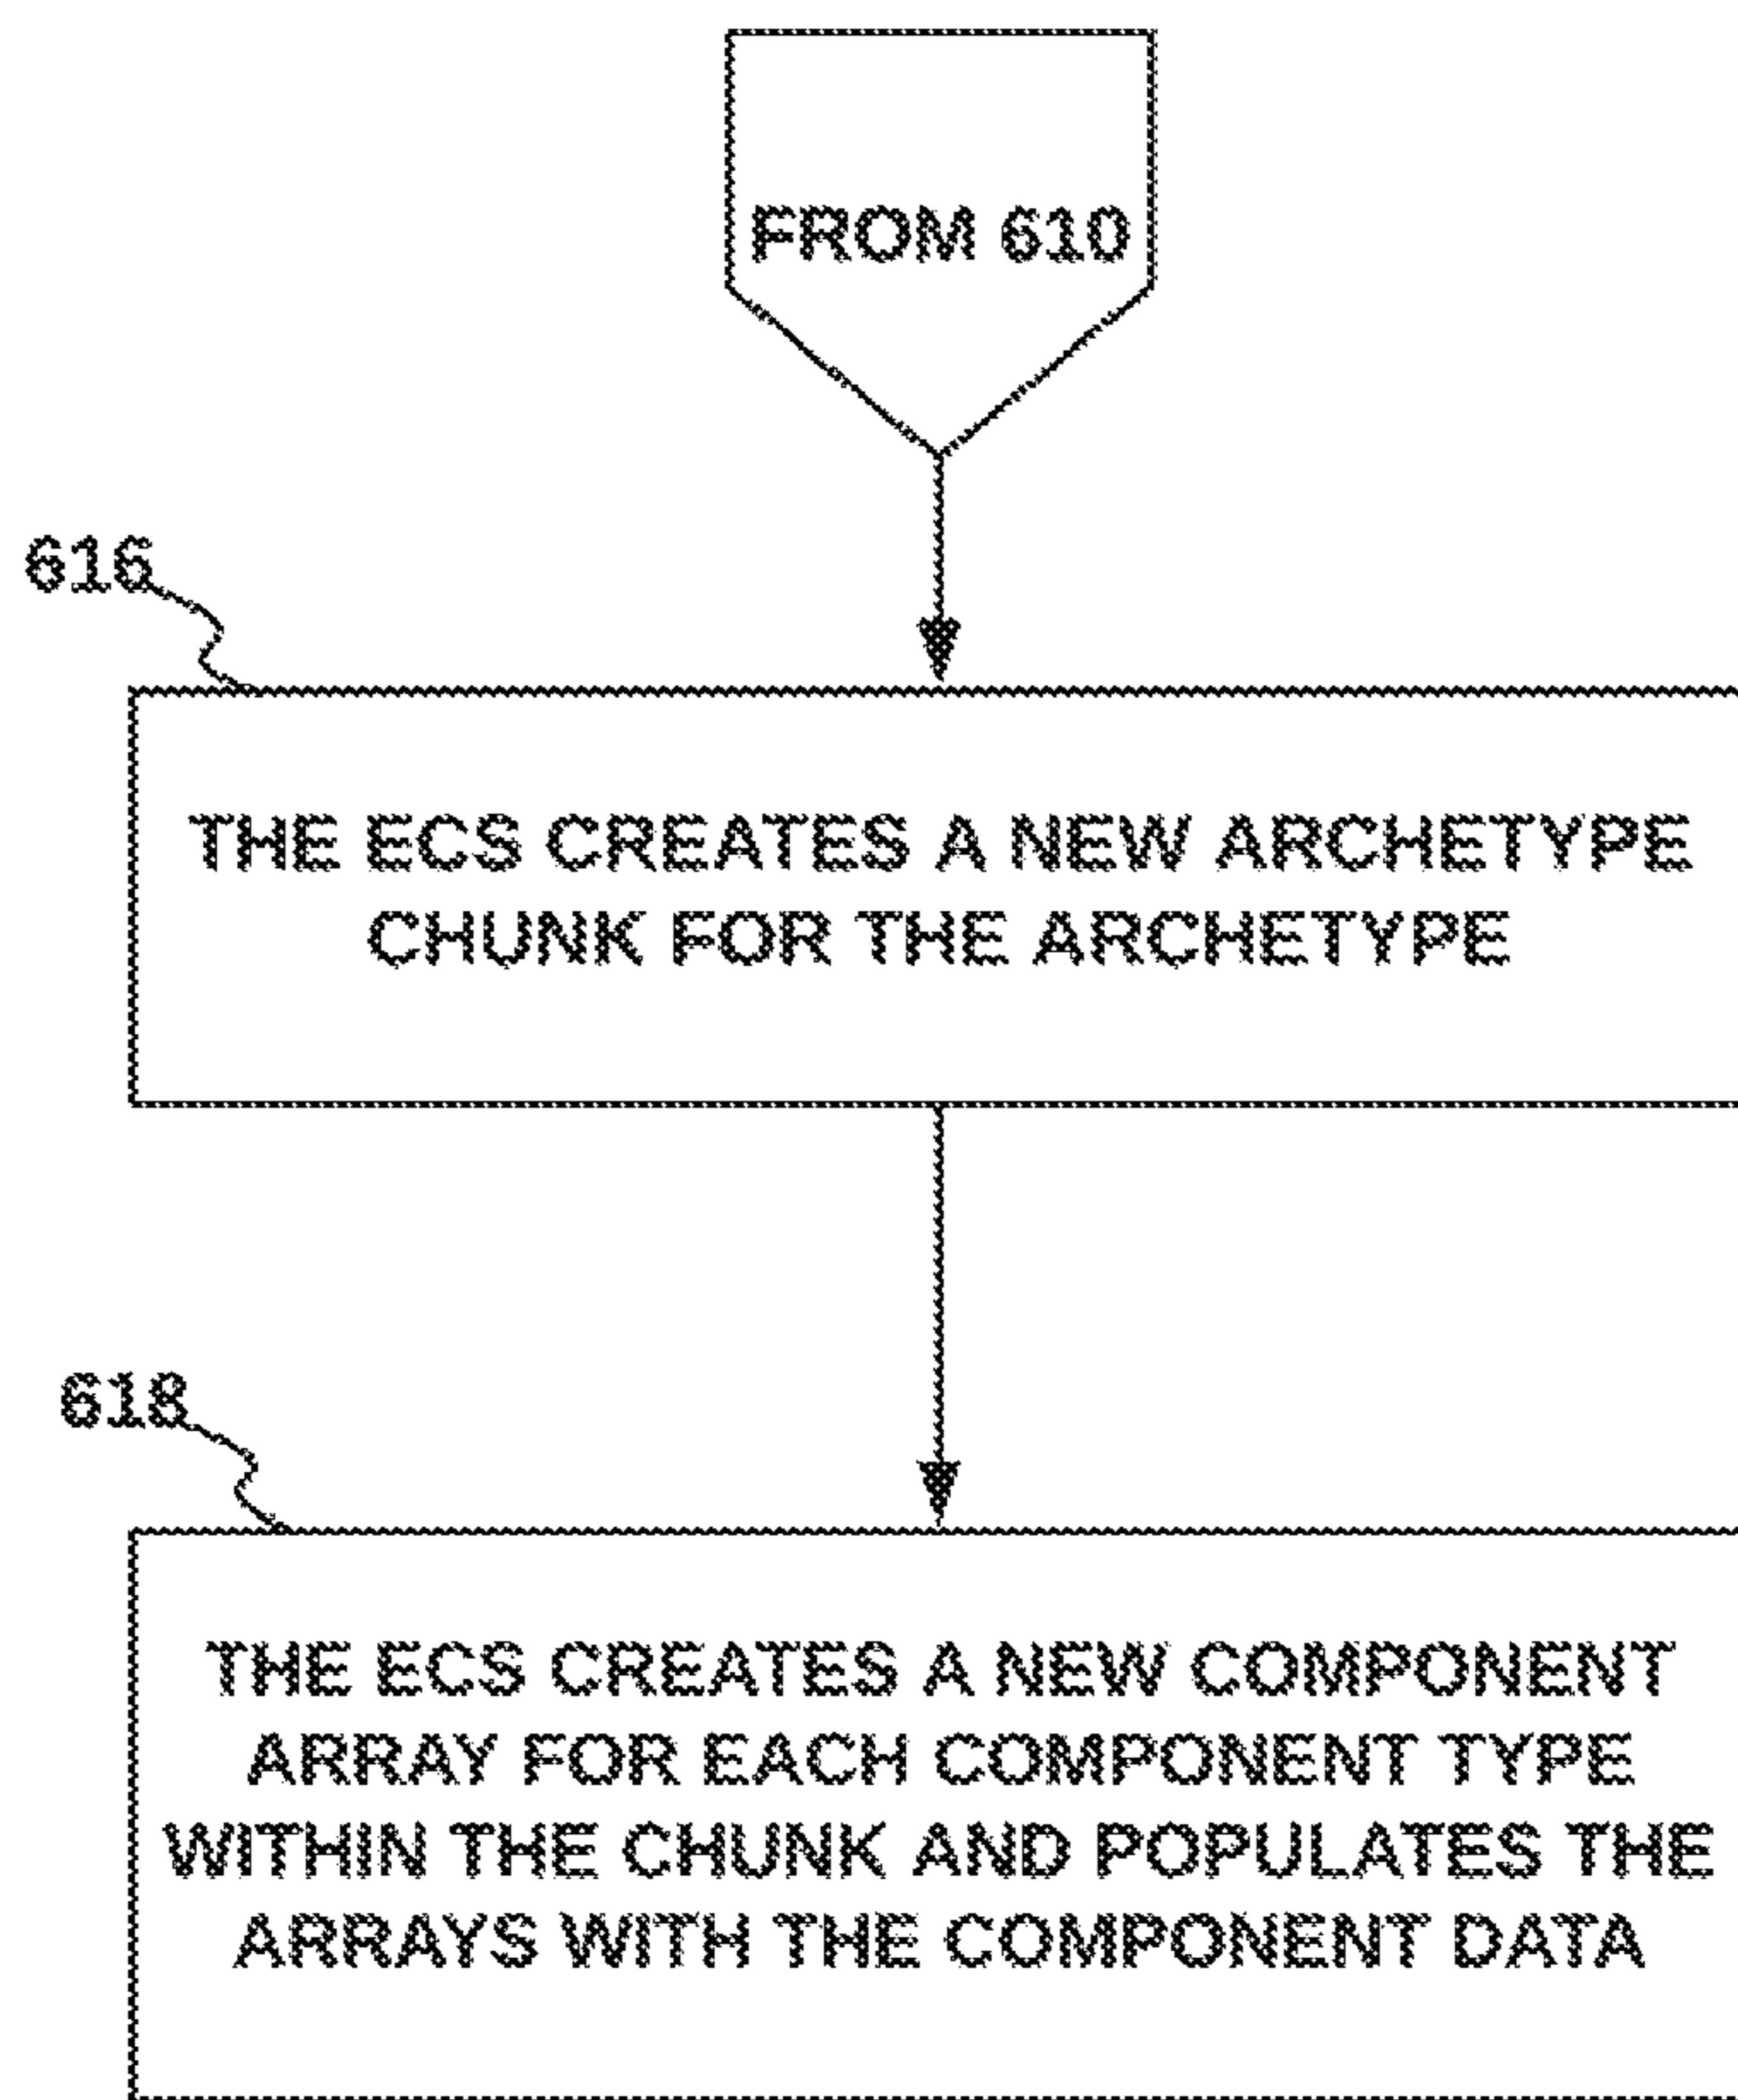 FROM 610
616
THE ECS CREATES A NEW ARCHETYPE
CHUNK FOR THE ARCHETYPE
618
THE ECS CREATES A NEW COMPONENT
ARRAY FOR EACH COMPONENT TYPE
WITHIN THE CHUNK AND POPULATES THE
ARRAYS WITH THE COMPONENT DATA